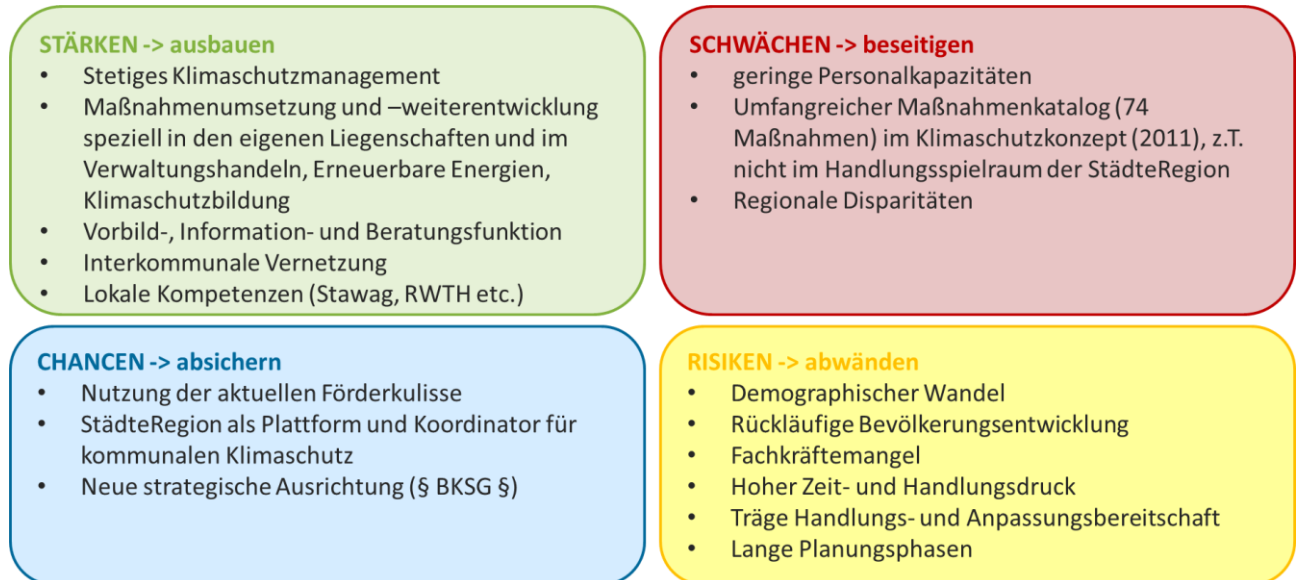 STÄRKEN -> ausbauen
• Stetiges Klimaschutzmanagement
• Maßnahmenumsetzung und –weiterentwicklung
speziell in den eigenen Liegenschaften und im
Verwaltungshandeln, Erneuerbare Energien,
Klimaschutzbildung
• Vorbild-, Information- und Beratungsfunktion
• Interkommunale Vernetzung
• Lokale Kompetenzen (Stawag, RWTH etc.)
SCHWÄCHEN -> beseitigen
• geringe Personalkapazitäten
• Umfangreicher Maßnahmenkatalog (74
Maßnahmen) im Klimaschutzkonzept (2011), z.T.
nicht im Handlungsspielraum der StädteRegion
• Regionale Disparitäten
CHANCEN -> absichern
• Nutzung der aktuellen Förderkulisse
• StädteRegion als Plattform und Koordinator für
kommunalen Klimaschutz
• Neue strategische Ausrichtung (§ BKSG §)
RISIKEN -> abwänden
• Demographischer Wandel
• Rückläufige Bevölkerungsentwicklung
• Fachkräftemangel
• Hoher Zeit- und Handlungsdruck
• Träge Handlungs- und Anpassungsbereitschaft
• Lange Planungsphasen